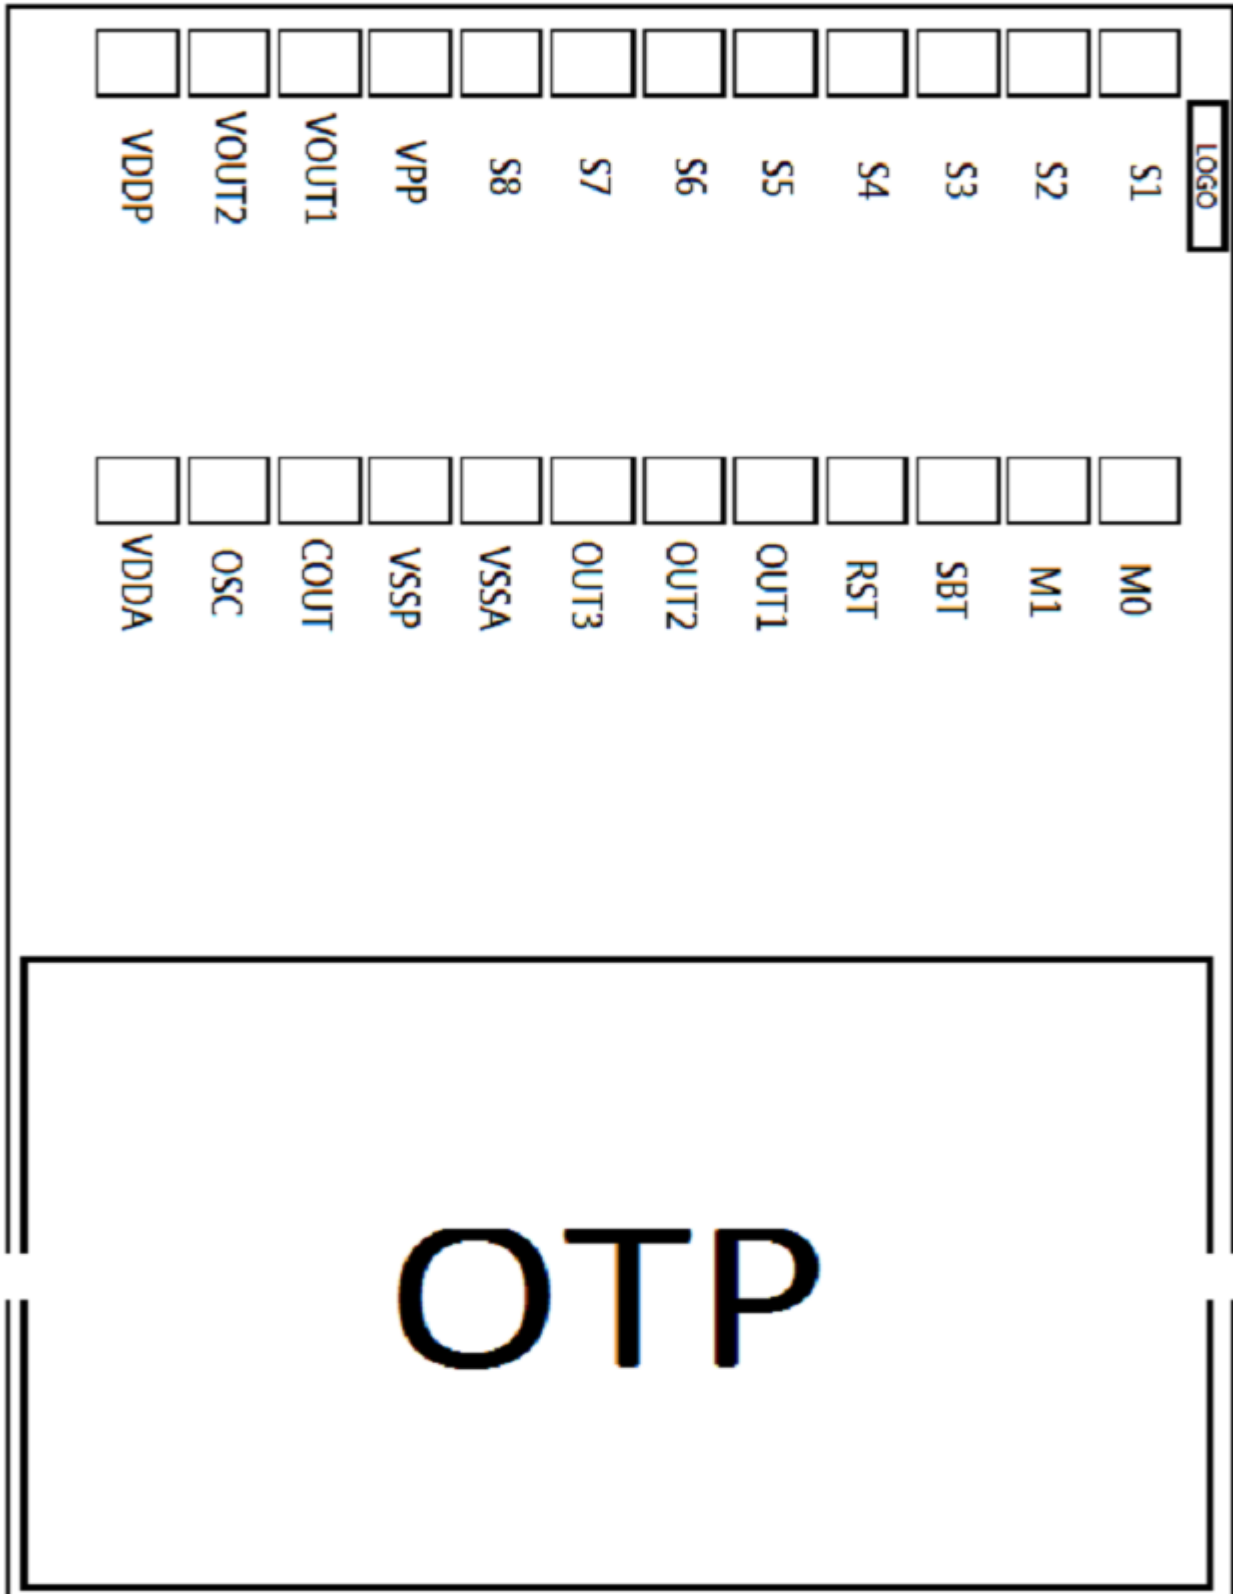 VDDP VOUT2 VOUT1 VPP S8 S7 S6 S5 S4 S3 S2 S1 LOGO
VDDA OSC COUT VSSP VSSA OUT3 OUT2 OUT1 RST SBT M1 M0
OTP